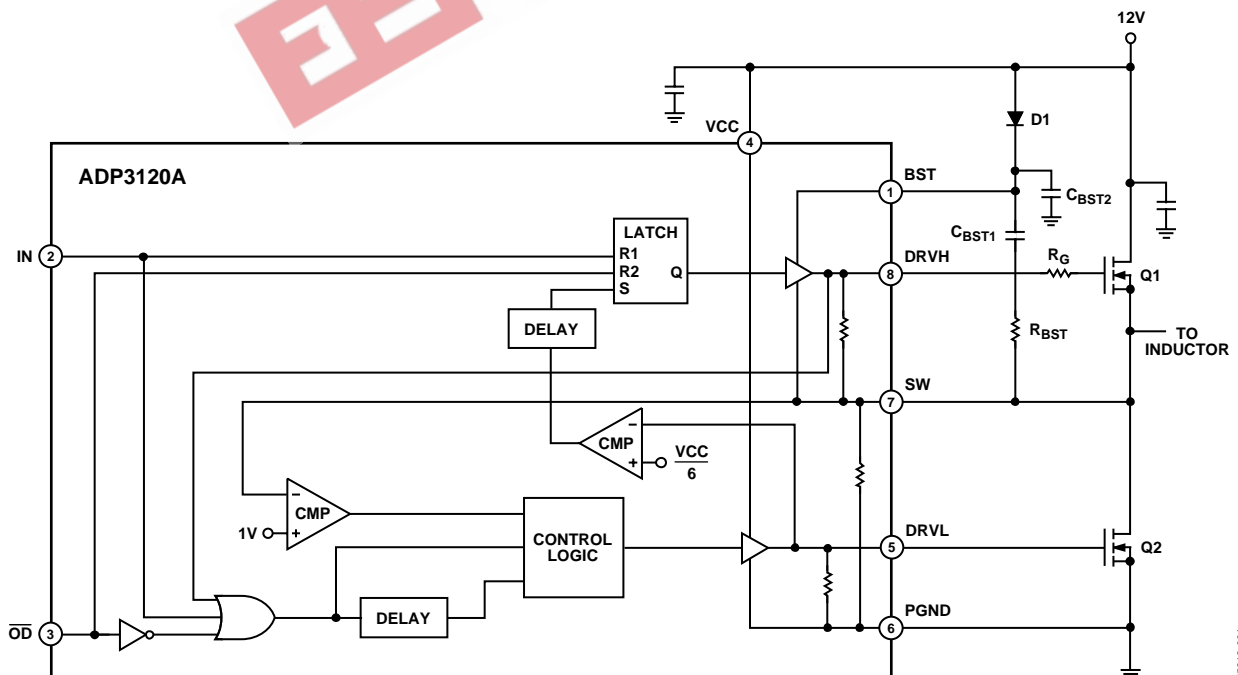 12V
VCC
4
D1
ADP3120A
BST
1
CBST2
LATCH
CBST1
IN 2
R1
R2
Q
S
DRVH
8
RG
Q1
DELAY
RBST
TO
INDUCTOR
SW
7
CMP
− 
+
VCC
6
CMP
−
+
1V
CONTROL
LOGIC
DRVL
5
Q2
DELAY
OD 3
PGND
6